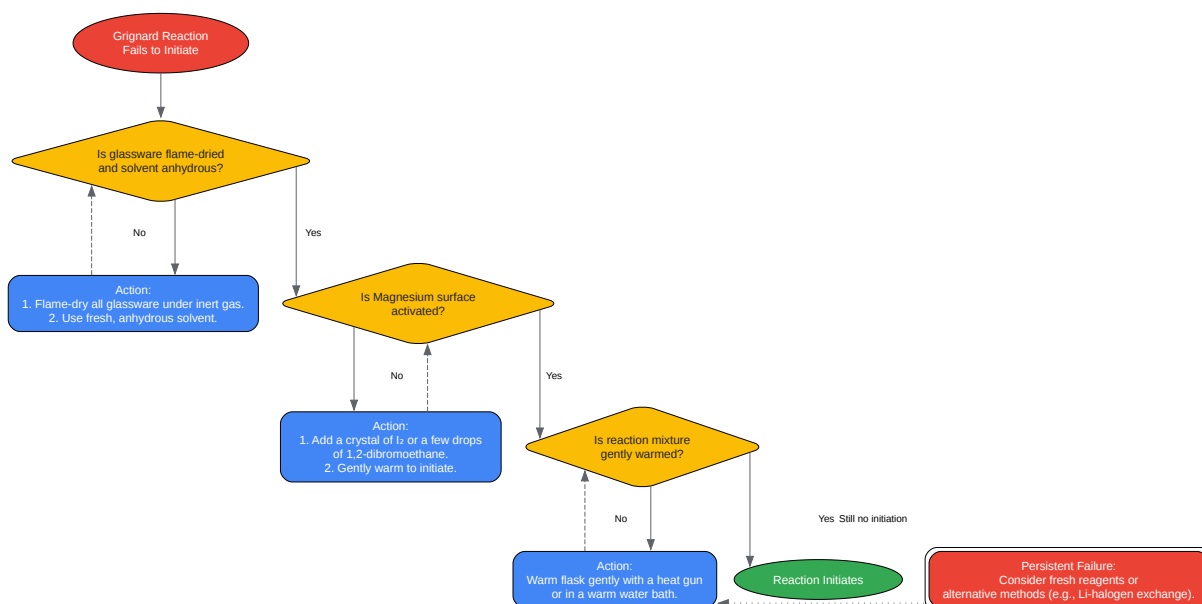 Grignard Reaction
Fails to Initiate
Is glassware flame-dried
and solvent anhydrous?
No
Yes
Action:
1. Flame-dry all glassware under inert gas.
2. Use fresh, anhydrous solvent.
Is Magnesium surface
activated?
No
Yes
Action:
1. Add a crystal of I₂ or a few drops
of 1,2-dibromoethane.
2. Gently warm to initiate.
Is reaction mixture
gently warmed?
No
Yes
Still no initiation
Action:
Warm flask gently with a heat gun
or in a warm water bath.
Reaction Initiates
Persistent Failure:
Consider fresh reagents or
alternative methods (e.g., Li-halogen exchange).